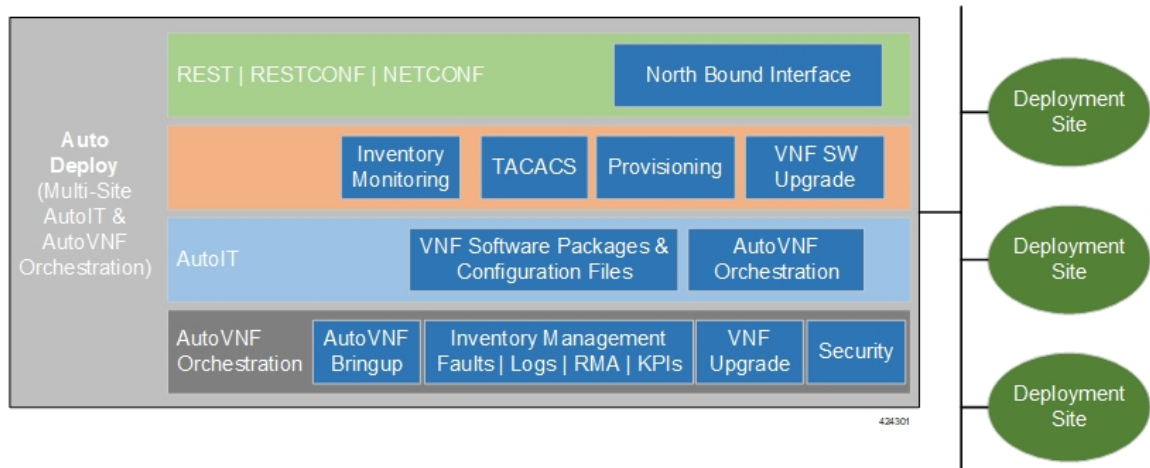 Auto
Deploy
(Multi-Site
AutoIT &
AutoVNF
Orchestration)
REST | RESTCONF | NETCONF
North Bound Interface
Inventory
Monitoring
TACACS
Provisioning
VNF SW
Upgrade
AutoIT
VNF Software Packages &
Configuration Files
AutoVNF
Orchestration
AutoVNF
Orchestration
AutoVNF
Bringup
Inventory Management
Faults | Logs | RMA | KPIs
VNF
Upgrade
Security
424301
Deployment
Site
Deployment
Site
Deployment
Site